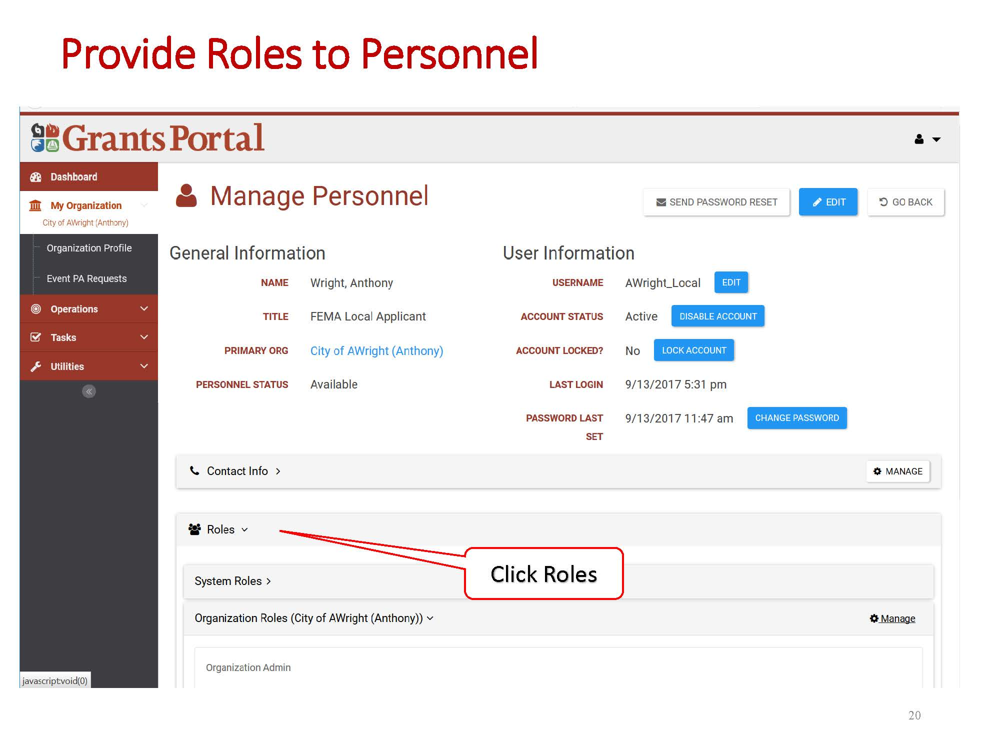 Provide Roles to Personnel
Grants Portal
Dashboard
My Organization
City of AWright (Anthony)
Organization Profile
Event PA Requests
Operations
Tasks
Utilities
Manage Personnel
SEND PASSWORD RESET
EDIT
GO BACK
General Information
NAME Wright, Anthony
TITLE FEMA Local Applicant
PRIMARY ORG City of AWright (Anthony)
PERSONNEL STATUS Available
User Information
USERNAME AWright_Local EDIT
ACCOUNT STATUS Active DISABLE ACCOUNT
ACCOUNT LOCKED? No LOCK ACCOUNT
LAST LOGIN 9/13/2017 5:31 pm
PASSWORD LAST SET 9/13/2017 11:47 am CHANGE PASSWORD
Contact Info > MANAGE
Roles
Click Roles
System Roles >
Organization Roles (City of AWright (Anthony)) Manage
Organization Admin
javascript:void(0)
20